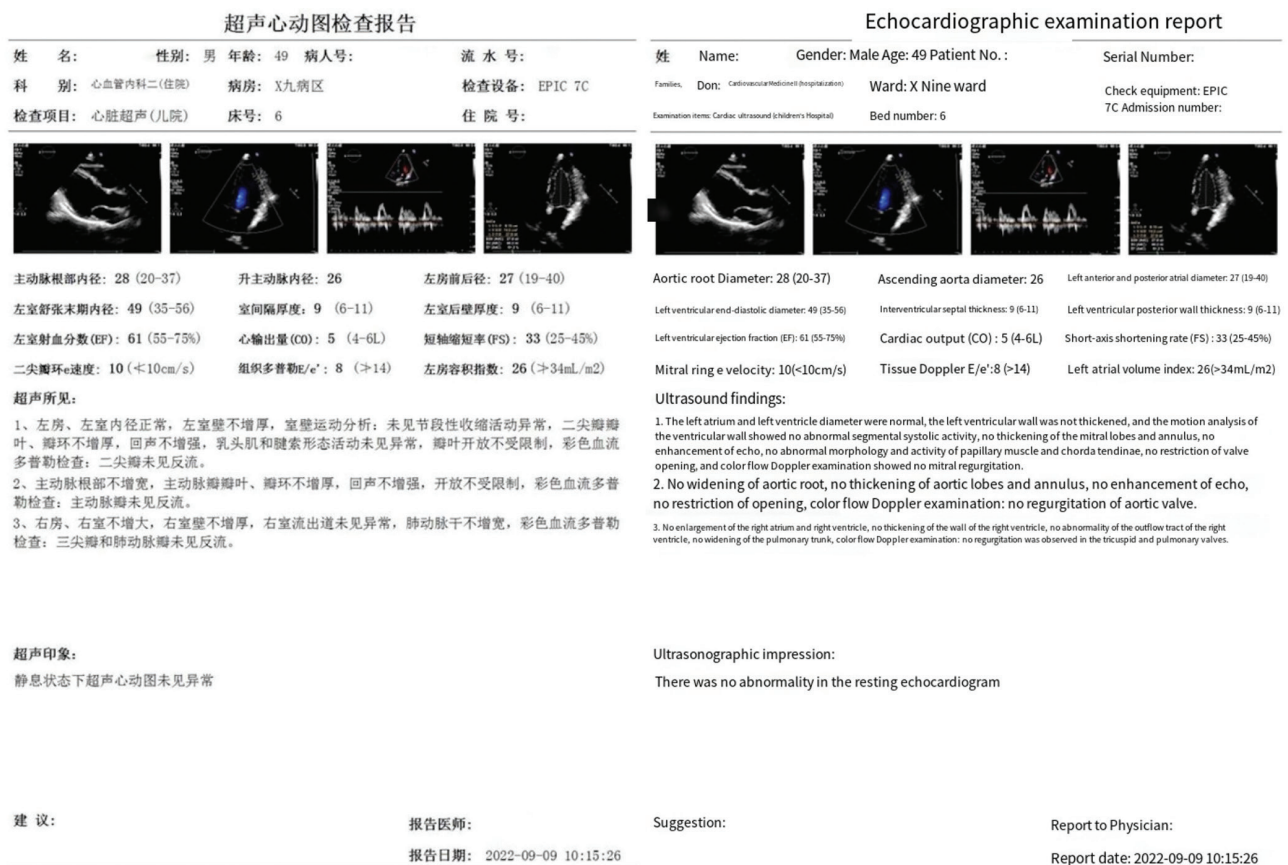 超声心动图检查报告
姓 名: 性别: 男 年龄: 49 病人号: 流 水 号:
科 别: 心血管内科二(住院) 病房: X九病区 检查设备: EPIC 7C
检查项目: 心脏超声(儿院) 床号: 6 住 院 号:
主动脉根部内径: 28 (20-37) 升主动脉内径: 26 左房前后径: 27 (19-40)
左室舒张末期内径: 49 (35-56) 室间隔厚度: 9 (6-11) 左室后壁厚度: 9 (6-11)
左室射血分数(EF): 61 (55-75%) 心输出量(CO): 5 (4-6L) 短轴缩短率(FS): 33 (25-45%)
二尖瓣环e速度: 10 (≮10cm/s) 组织多普勒E/e': 8 (≯14) 左房容积指数: 26 (≯34mL/m2)
超声所见:
1、左房、左室内径正常, 左室壁不增厚, 室壁运动分析: 未见节段性收缩活动异常, 二尖瓣瓣
叶、瓣环不增厚, 回声不增强, 乳头肌和腱索形态活动未见异常, 瓣叶开放不受限制, 彩色血流
多普勒检查: 二尖瓣未见反流。
2、主动脉根部不增宽, 主动脉瓣瓣叶、瓣环不增厚, 回声不增强, 开放不受限制, 彩色血流多普
勒检查: 主动脉瓣未见反流。
3、右房、右室不增大, 右室壁不增厚, 右室流出道未见异常, 肺动脉干不增宽, 彩色血流多普勒
检查: 三尖瓣和肺动脉瓣未见反流。
超声印象:
静息状态下超声心动图未见异常
建 议:
报告医师:
报告日期: 2022-09-09 10:15:26
Echocardiographic examination report
姓 Name: Gender: Male Age: 49 Patient No. : Serial Number:
Families, Don: Cardiovascular Medicine II (hospitalization) Ward: X Nine ward Check equipment: EPIC
7C Admission number:
Examination items: Cardiac ultrasound (children's Hospital) Bed number: 6
Aortic root Diameter: 28 (20-37) Ascending aorta diameter: 26 Left anterior and posterior atrial diameter: 27 (19-40)
Left ventricular end-diastolic diameter: 49 (35-56) Interventricular septal thickness: 9 (6-11) Left ventricular posterior wall thickness: 9 (6-11)
Left ventricular ejection fraction (EF): 61 (55-75%) Cardiac output (CO) : 5 (4-6L) Short-axis shortening rate (FS) : 33 (25-45%)
Mitral ring e velocity: 10(<10cm/s) Tissue Doppler E/e':8 (>14) Left atrial volume index: 26(>34mL/m2)
Ultrasound findings:
1. The left atrium and left ventricle diameter were normal, the left ventricular wall was not thickened, and the motion analysis of
the ventricular wall showed no abnormal segmental systolic activity, no thickening of the mitral lobes and annulus, no
enhancement of echo, no abnormal morphology and activity of papillary muscle and chorda tendinae, no restriction of valve
opening, and color flow Doppler examination showed no mitral regurgitation.
2. No widening of aortic root, no thickening of aortic lobes and annulus, no enhancement of echo,
no restriction of opening, color flow Doppler examination: no regurgitation of aortic valve.
3. No enlargement of the right atrium and right ventricle, no thickening of the wall of the right ventricle, no abnormality of the outflow tract of the right
ventricle, no widening of the pulmonary trunk, color flow Doppler examination: no regurgitation was observed in the tricuspid and pulmonary valves.
Ultrasonographic impression:
There was no abnormality in the resting echocardiogram
Suggestion:
Report to Physician:
Report date: 2022-09-09 10:15:26